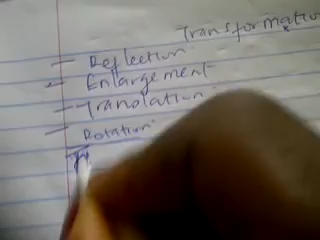 Transformatio
- Reflection
- Enlargement
- Translation
- Rotation